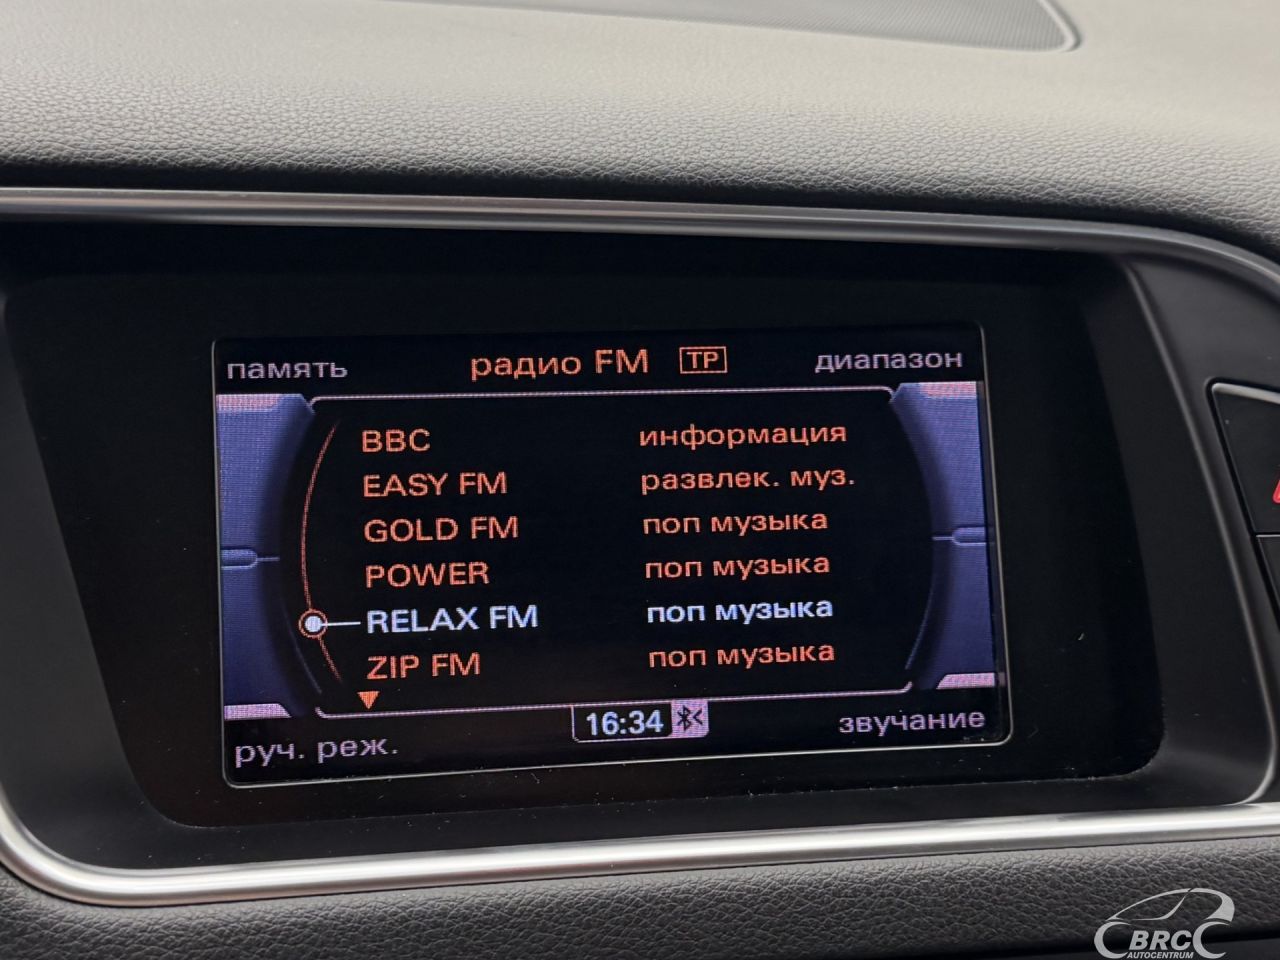 память радио FM TP диапазон
BBC информация
EASY FM развлек. муз.
GOLD FM поп музыка
POWER поп музыка
RELAX FM поп музыка
ZIP FM поп музыка
руч. реж. 16:34 звучание
BRC
AUTOCENTRUM